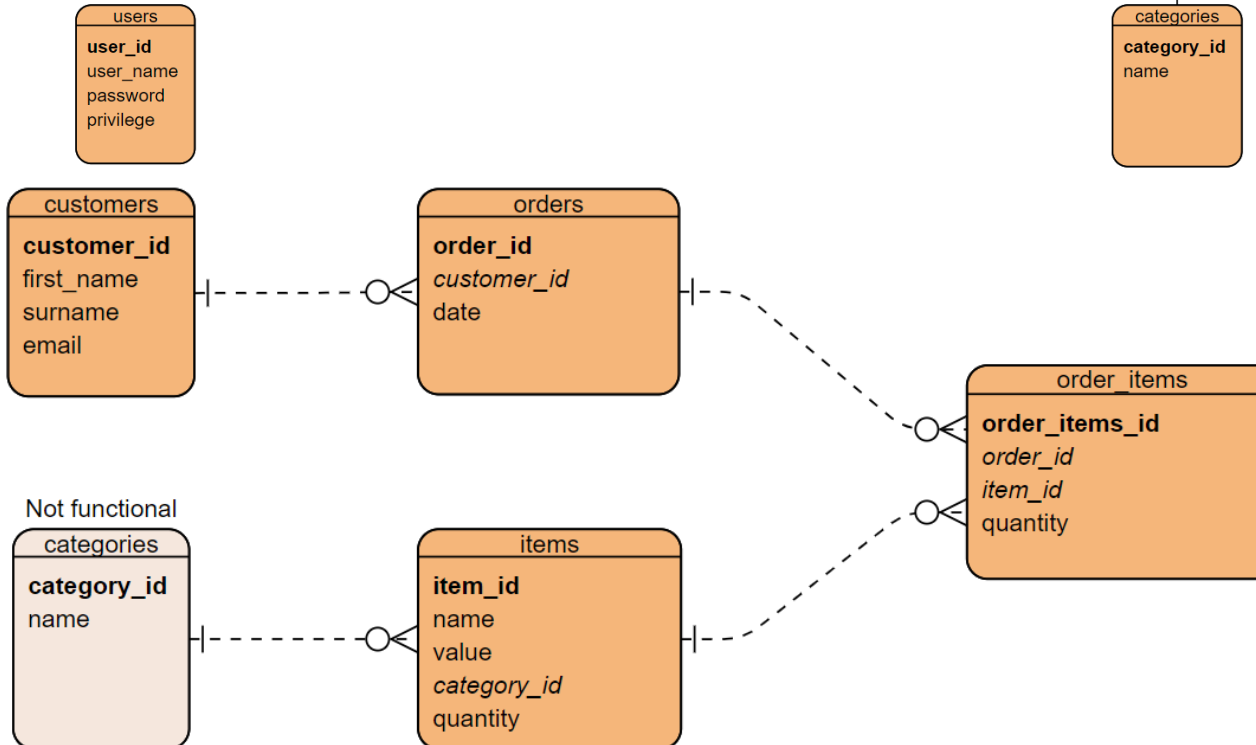 users
user_id
user_name
password
privilege
categories
category_id
name
customers
customer_id
first_name
surname
email
orders
order_id
customer_id
date
order_items
order_items_id
order_id
item_id
quantity
Not functional
categories
category_id
name
items
item_id
name
value
category_id
quantity